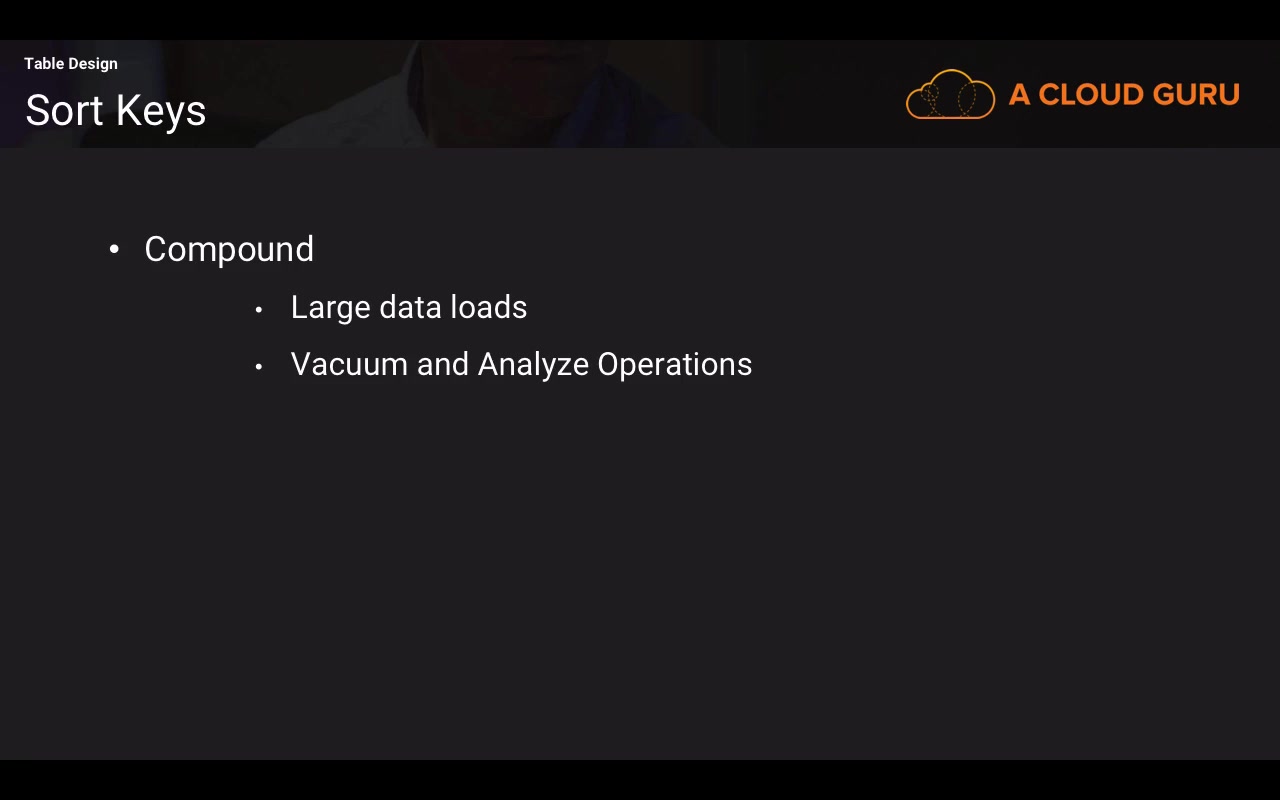 Table Design
Sort Keys
A CLOUD GURU
• Compound
• Large data loads
• Vacuum and Analyze Operations